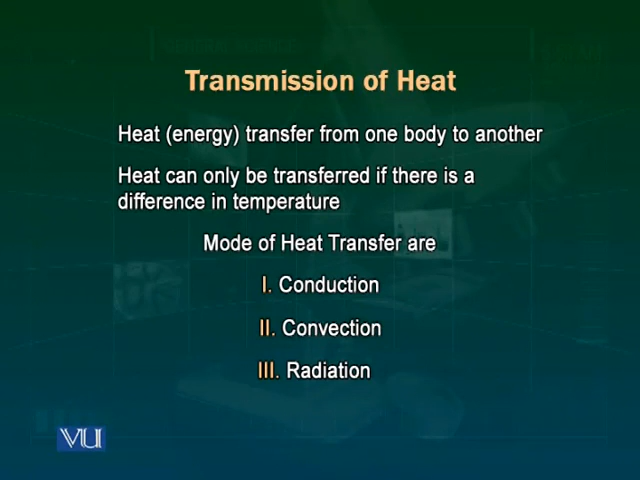 Transmission of Heat
Heat (energy) transfer from one body to another
Heat can only be transferred if there is a
difference in temperature
Mode of Heat Transfer are
I. Conduction
II. Convection
III. Radiation
VU